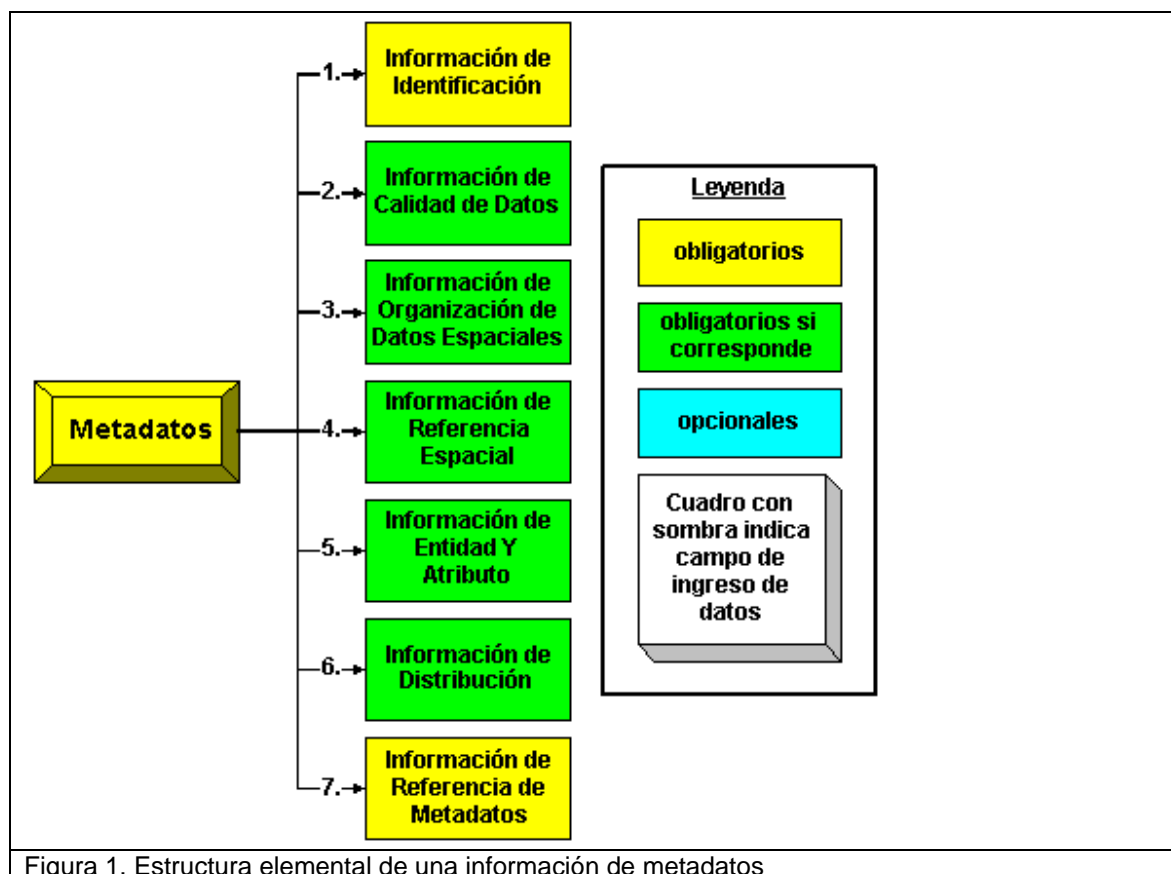 1.
Información de
Identificación
2.
Información de
Calidad de Datos
3.
Información de
Organización de
Datos Espaciales
Metadatos
4.
Información de
Referencia
Espacial
5.
Información de
Entidad Y
Atributo
6.
Información de
Distribución
7.
Información de
Referencia de
Metadatos
Leyenda
obligatorios
obligatorios si
corresponde
opcionales
Cuadro con
sombra indica
campo de
ingreso de
datos
Figura 1. Estructura elemental de una información de metadatos